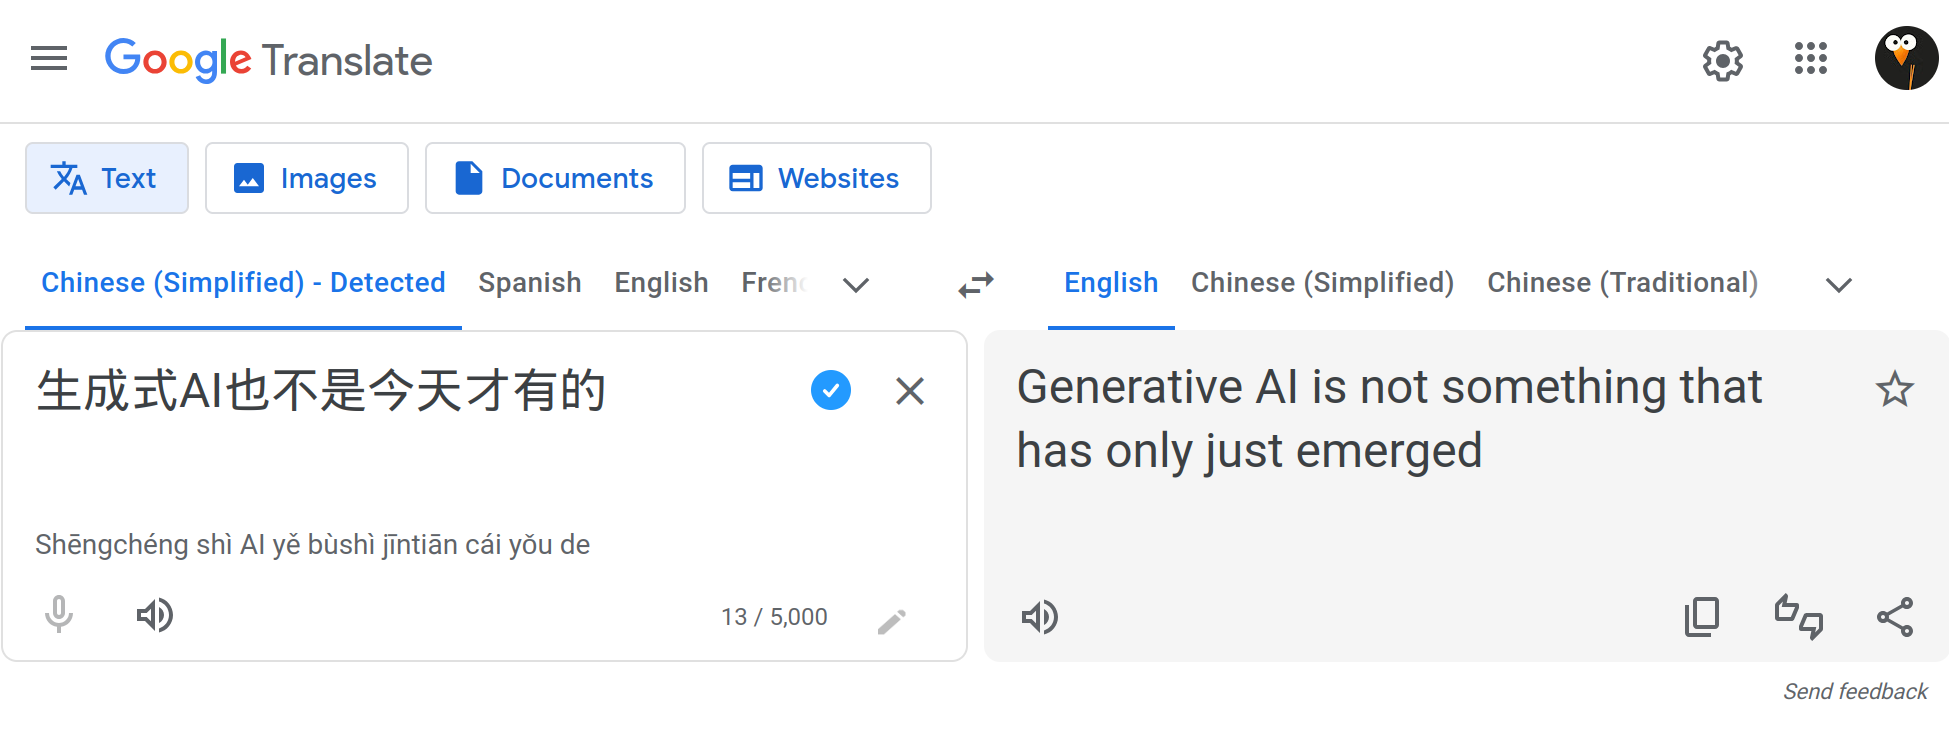 Google Translate
Text Images Documents Websites
Chinese (Simplified) - Detected Spanish English Frenc
English Chinese (Simplified) Chinese (Traditional)
生成式AI也不是今天才有的
Shēngchéng shì AI yě bùshì jīntiān cái yǒu de
13 / 5,000
Generative AI is not something that
has only just emerged
Send feedback